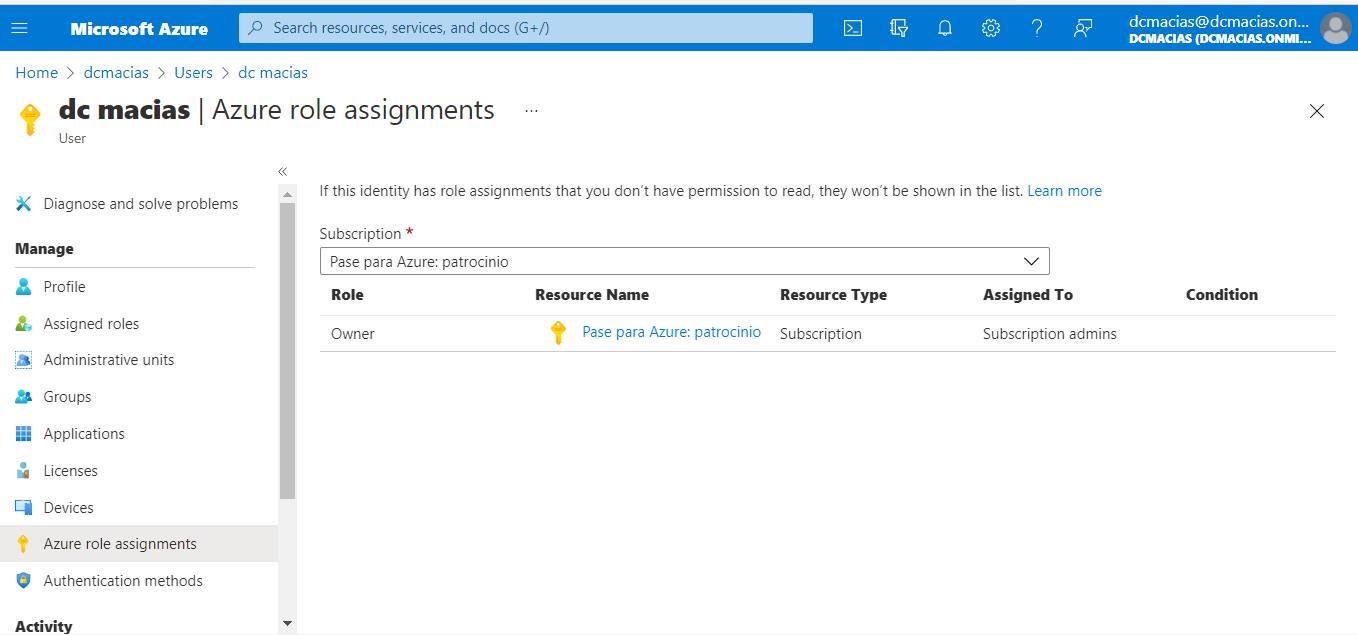 Microsoft Azure
Search resources, services, and docs (G+/)
dcmacias@dcmacias.on...
DCMACIAS (DCMACIAS.ONMI...
Home > dcmacias > Users > dc macias
dc macias | Azure role assignments ...
User
«
Diagnose and solve problems
Manage
Profile
Assigned roles
Administrative units
Groups
Applications
Licenses
Devices
Azure role assignments
Authentication methods
Activity
If this identity has role assignments that you don't have permission to read, they won't be shown in the list. Learn more
Subscription *
Pase para Azure: patrocinio
Role Resource Name Resource Type Assigned To Condition
Owner Pase para Azure: patrocinio Subscription Subscription admins